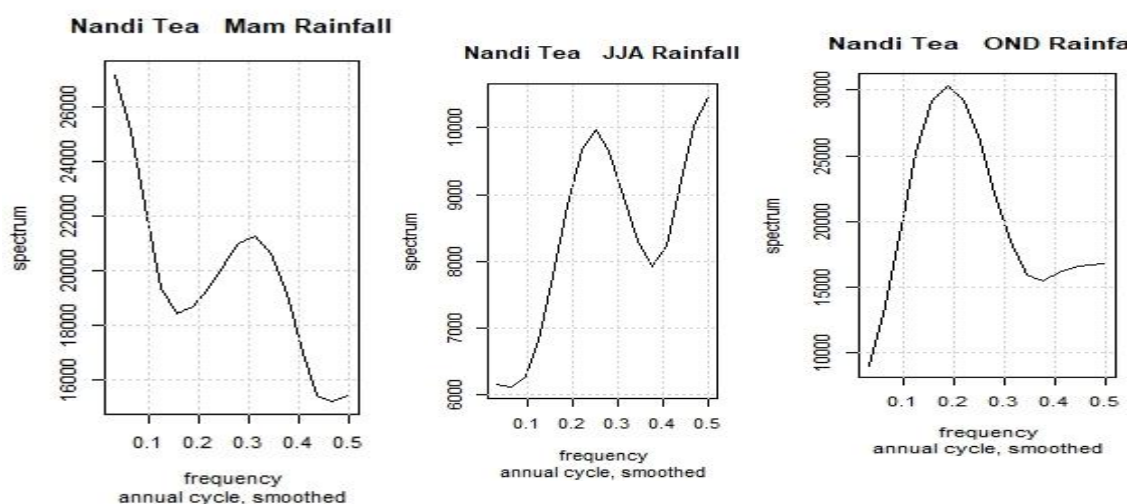 Nandi Tea Mam Rainfall
spectrum
26000
24000
22000
20000
18000
16000
0.1 0.2 0.3 0.4 0.5
frequency
annual cycle, smoothed
Nandi Tea JJA Rainfall
spectrum
10000
9000
8000
7000
6000
0.1 0.2 0.3 0.4 0.5
frequency
annual cycle, smoothed
Nandi Tea OND Rainfa
spectrum
30000
25000
20000
15000
10000
0.1 0.2 0.3 0.4 0.5
frequency
annual cycle, smoothed